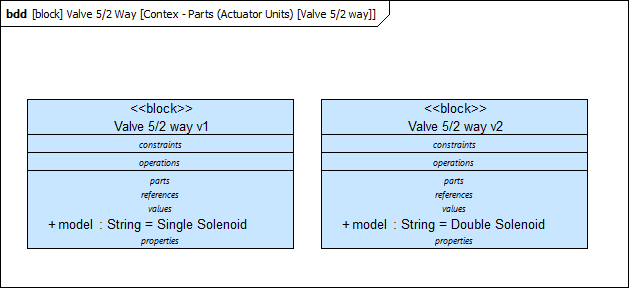 bdd [block] Valve 5/2 Way [Contex - Parts (Actuator Units) [Valve 5/2 way]]
<<block>>
Valve 5/2 way v1
constraints
operations
parts
references
values
+ model : String = Single Solenoid
properties
<<block>>
Valve 5/2 way v2
constraints
operations
parts
references
values
+ model : String = Double Solenoid
properties